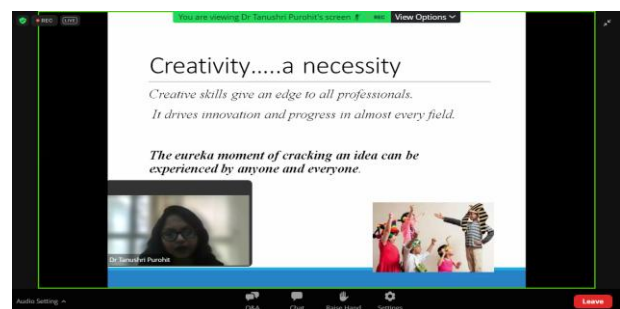 REC LIVE
You are viewing Dr Tanushri Purohit's screen REC View Options
Creativity.....a necessity
Creative skills give an edge to all professionals.
It drives innovation and progress in almost every field.
The eureka moment of cracking an idea can be
experienced by anyone and everyone.
Dr Tanushri Purohit
Audio Setting
Q&A Chat Raise Hand Settings Leave